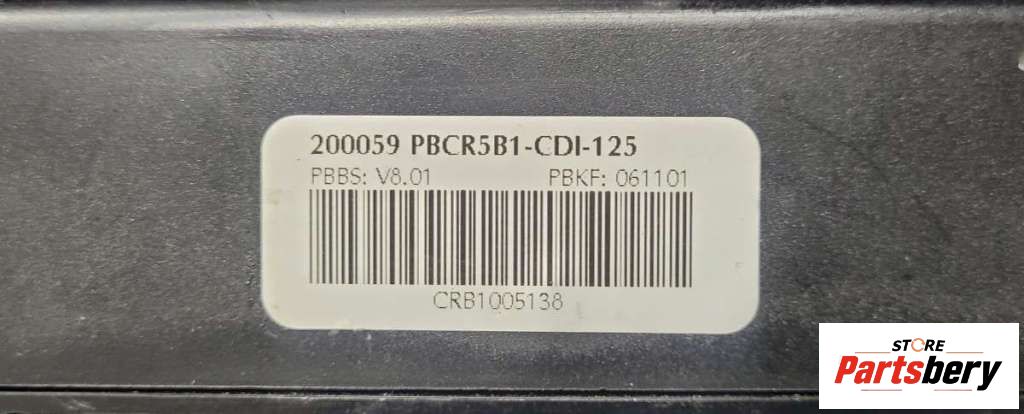 200059 PBCR5B1-CDI-125
PBBS: V8.01 PBKF: 061101
CRB1005138
STORE
Partsbery